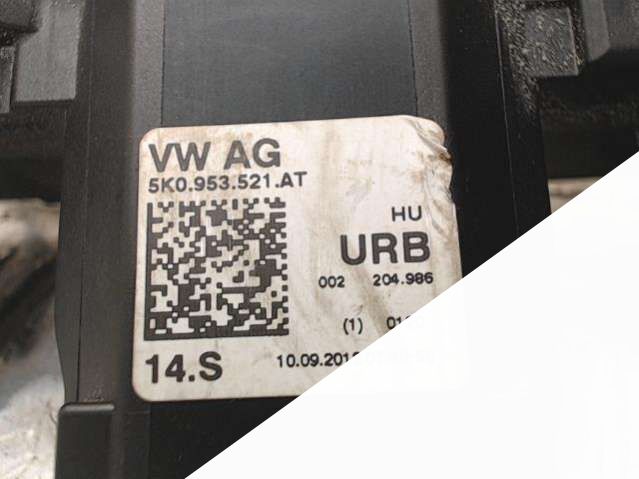 VW AG
5K0.953.521.AT
HU
URB
002 204.986
(1)
14.S